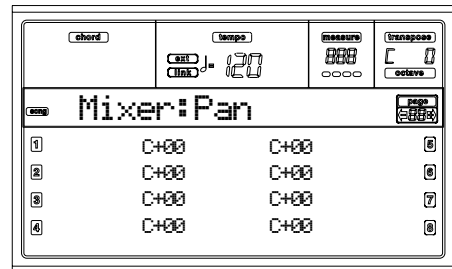 chord tempo measure transpose
ext link ♩= 120 888 C 0
octave
song Mixer:Pan page
88
1 C+00 C+00 5
2 C+00 C+00 6
3 C+00 C+00 7
4 C+00 C+00 8